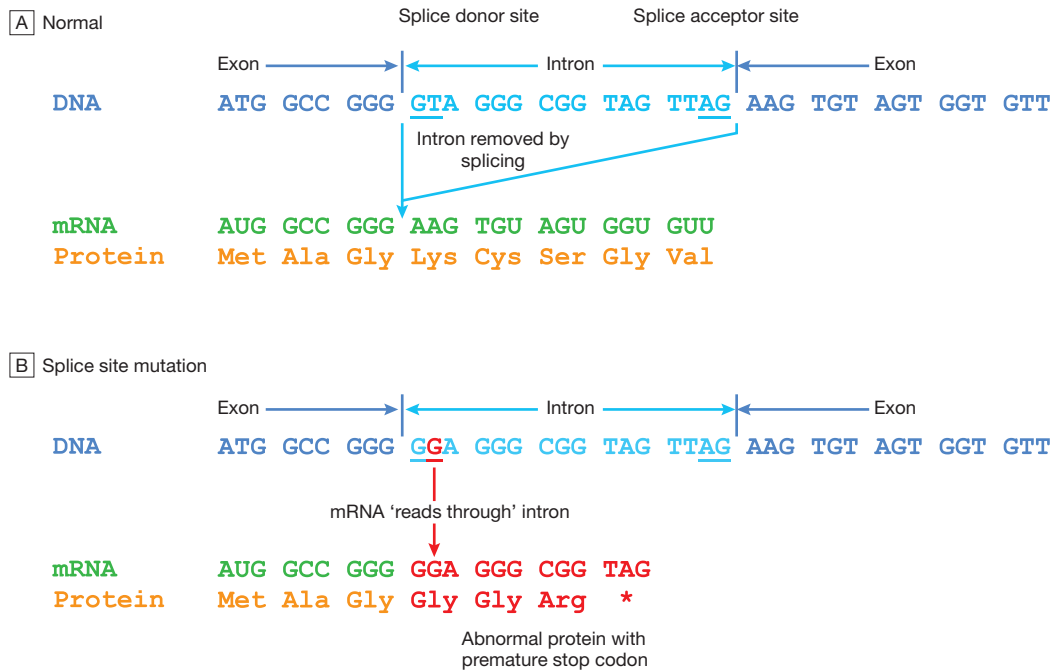 A Normal
Splice donor site
Splice acceptor site
Exon
Intron
Exon
DNA ATG GCC GGG GTA GGG CGG TAG TTAG AAG TGT AGT GGT GTT
Intron removed by
splicing
mRNA AUG GCC GGG AAG TGU AGU GGU GUU
Protein Met Ala Gly Lys Cys Ser Gly Val
B Splice site mutation
Exon
Intron
Exon
DNA ATG GCC GGG GGA GGG CGG TAG TTAG AAG TGT AGT GGT GTT
mRNA ‘reads through’ intron
mRNA AUG GCC GGG GGA GGG CGG TAG
Protein Met Ala Gly Gly Gly Arg *
Abnormal protein with
premature stop codon